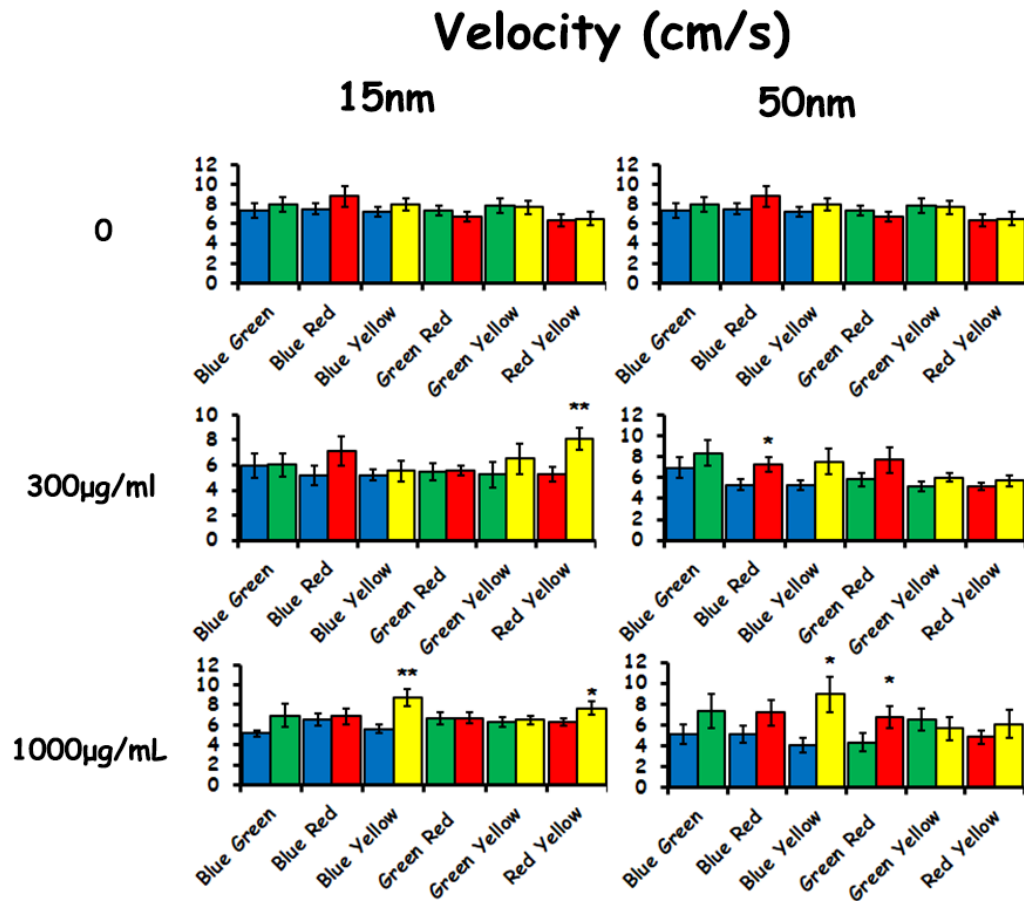 Velocity (cm/s)
15nm 50nm
0
12
10
8
6
4
2
0
Blue Green
Blue Red
Blue Yellow
Green Red
Green Yellow
Red Yellow
12
10
8
6
4
2
0
Blue Green
Blue Red
Blue Yellow
Green Red
Green Yellow
Red Yellow
300μg/ml
10
8
6
4
2
0
**
Blue Green
Blue Red
Blue Yellow
Green Red
Green Yellow
Red Yellow
12
10
8
6
4
2
0
*
Blue Green
Blue Red
Blue Yellow
Green Red
Green Yellow
Red Yellow
1000μg/mL
12
10
8
6
4
2
0
**
*
Blue Green
Blue Red
Blue Yellow
Green Red
Green Yellow
Red Yellow
12
10
8
6
4
2
0
*
*
Blue Green
Blue Red
Blue Yellow
Green Red
Green Yellow
Red Yellow